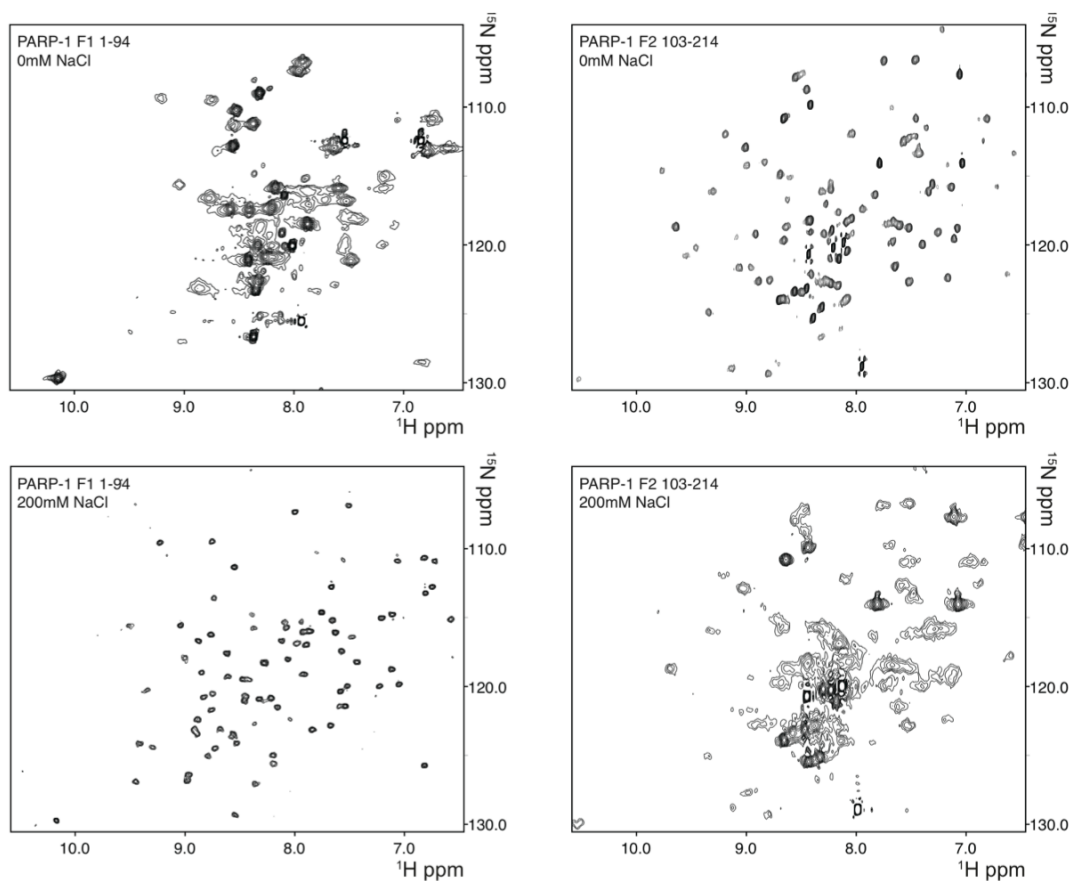 PARP-1 F1 1-94
0mM NaCl
15N ppm
110.0
120.0
130.0
10.0 9.0 8.0 7.0
1H ppm
PARP-1 F2 103-214
0mM NaCl
15N ppm
110.0
120.0
130.0
10.0 9.0 8.0 7.0
1H ppm
PARP-1 F1 1-94
200mM NaCl
15N ppm
110.0
120.0
130.0
10.0 9.0 8.0 7.0
1H ppm
PARP-1 F2 103-214
200mM NaCl
15N ppm
110.0
120.0
130.0
10.0 9.0 8.0 7.0
1H ppm